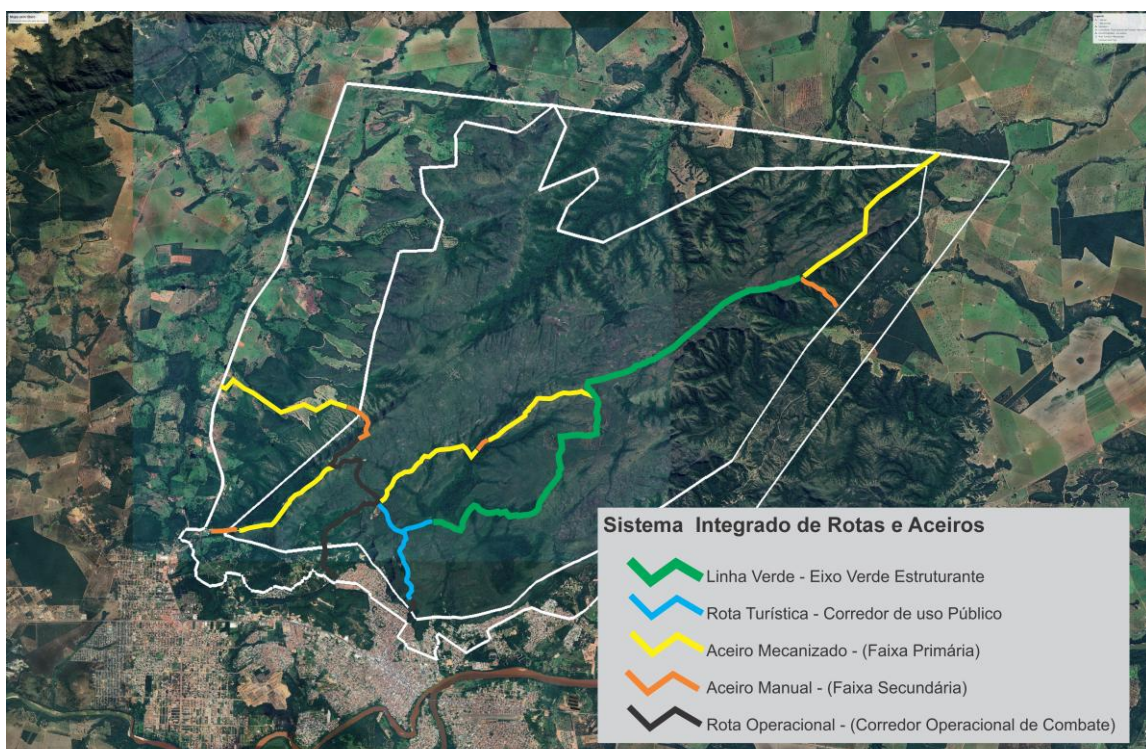 Sistema Integrado de Rotas e Aceiros
Linha Verde - Eixo Verde Estruturante
Rota Turística - Corredor de uso Público
Aceiro Mecanizado - (Faixa Primária)
Aceiro Manual - (Faixa Secundária)
Rota Operacional - (Corredor Operacional de Combate)